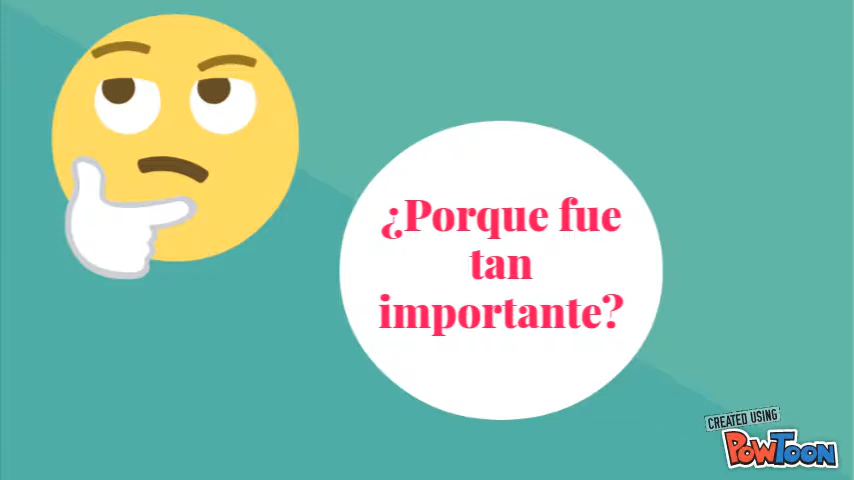 ¿Porque fue
tan
importante?
CREATED USING
POWTOON